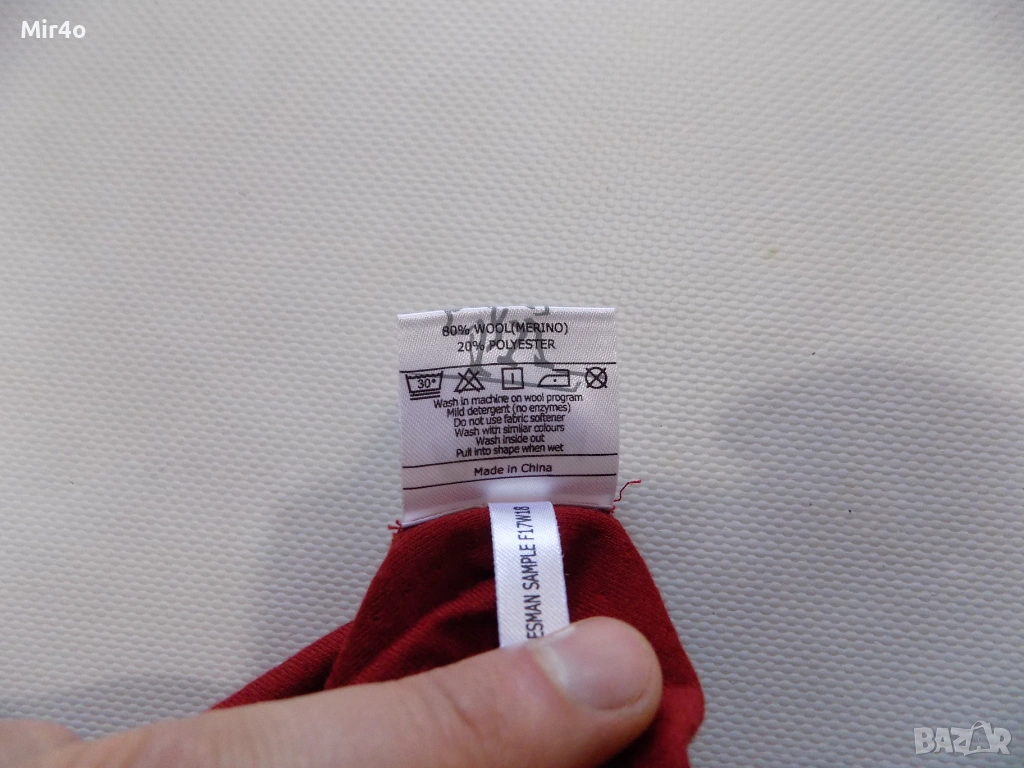 Mir4o
80% WOOL(MERINO)
20% POLYESTER
30°
Wash in machine on wool program
Mild detergent (no enzymes)
Do not use fabric softener
Wash with similar colours
Wash inside out
Pull into shape when wet
Made in China
ESMAN SAMPLE F17W18
BAZAR